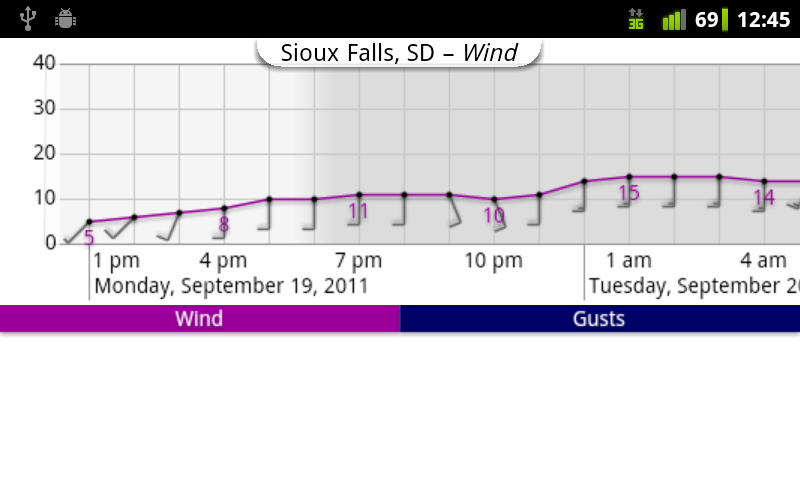 3G 69 12:45
Sioux Falls, SD – Wind
40
30
20
10
0
5 8 11 10 15 14
1 pm 4 pm 7 pm 10 pm 1 am 4 am
Monday, September 19, 2011 Tuesday, September 20
Wind Gusts